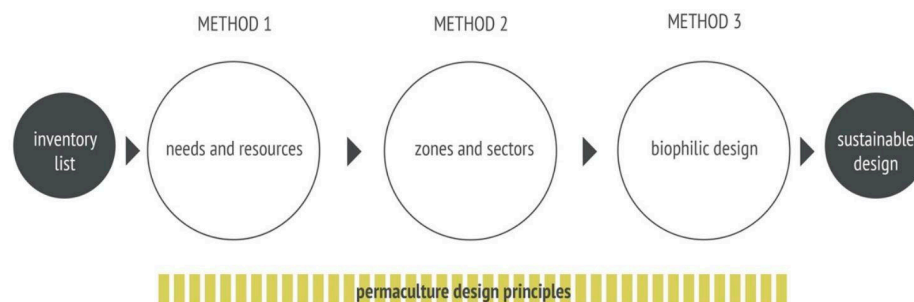 METHOD 1
METHOD 2
METHOD 3
inventory
list
needs and resources
zones and sectors
biophilic design
sustainable
design
permaculture design principles